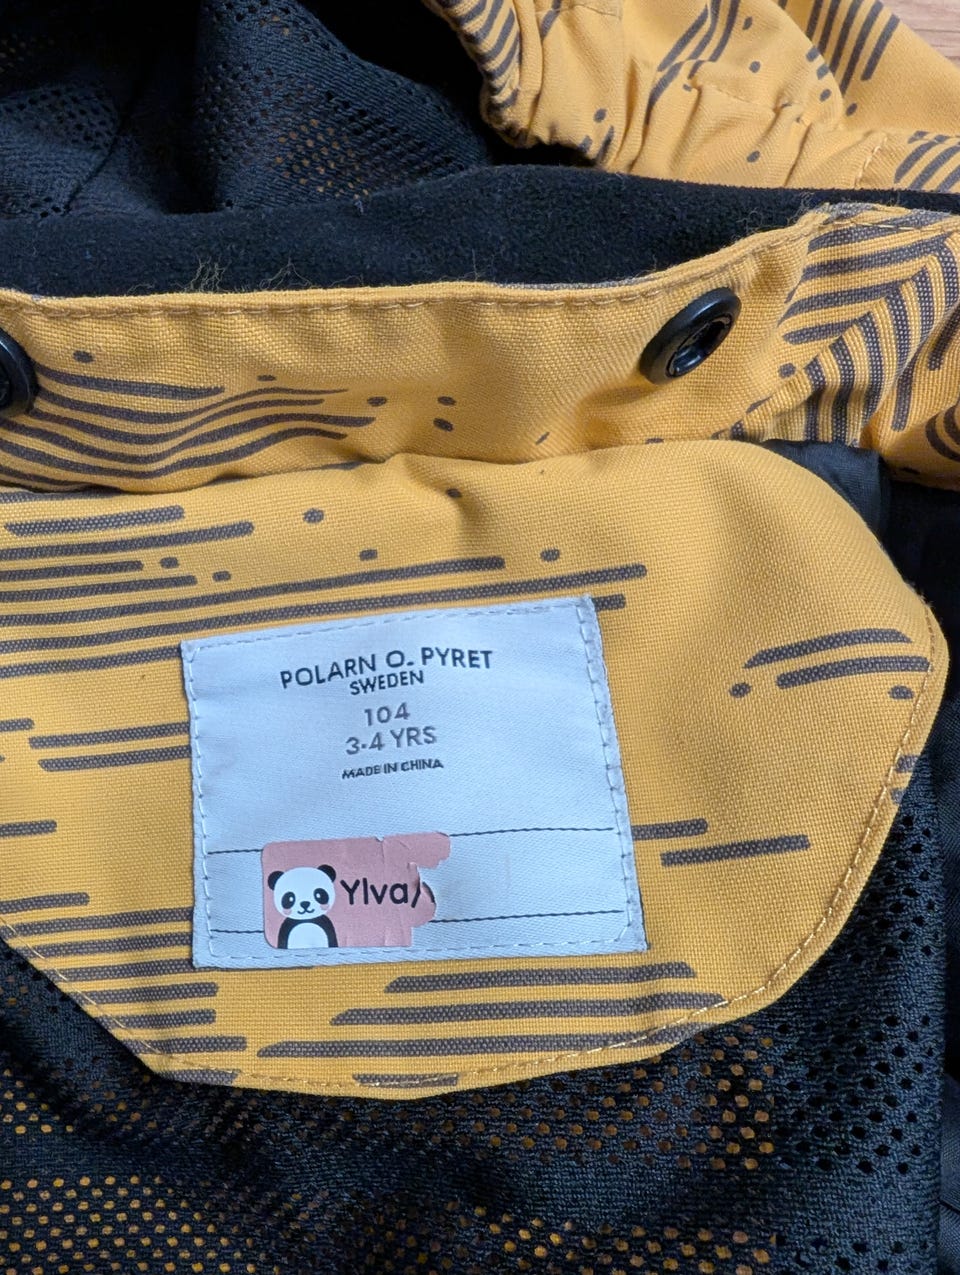 POLARN O. PYRET
SWEDEN
104
3-4 YRS
MADE IN CHINA
Ylva